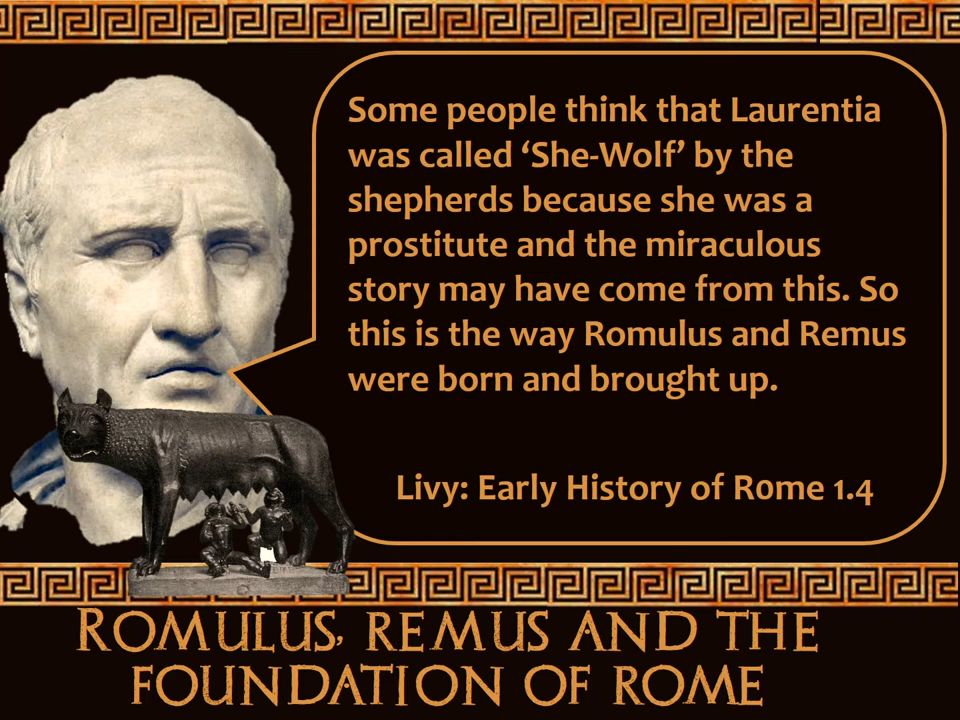 Some people think that Laurentia
was called ‘She-Wolf’ by the
shepherds because she was a
prostitute and the miraculous
story may have come from this. So
this is the way Romulus and Remus
were born and brought up.
Livy: Early History of R0me 1.4
ROMULUS, REMUS AND THE
FOUNDATION OF ROME